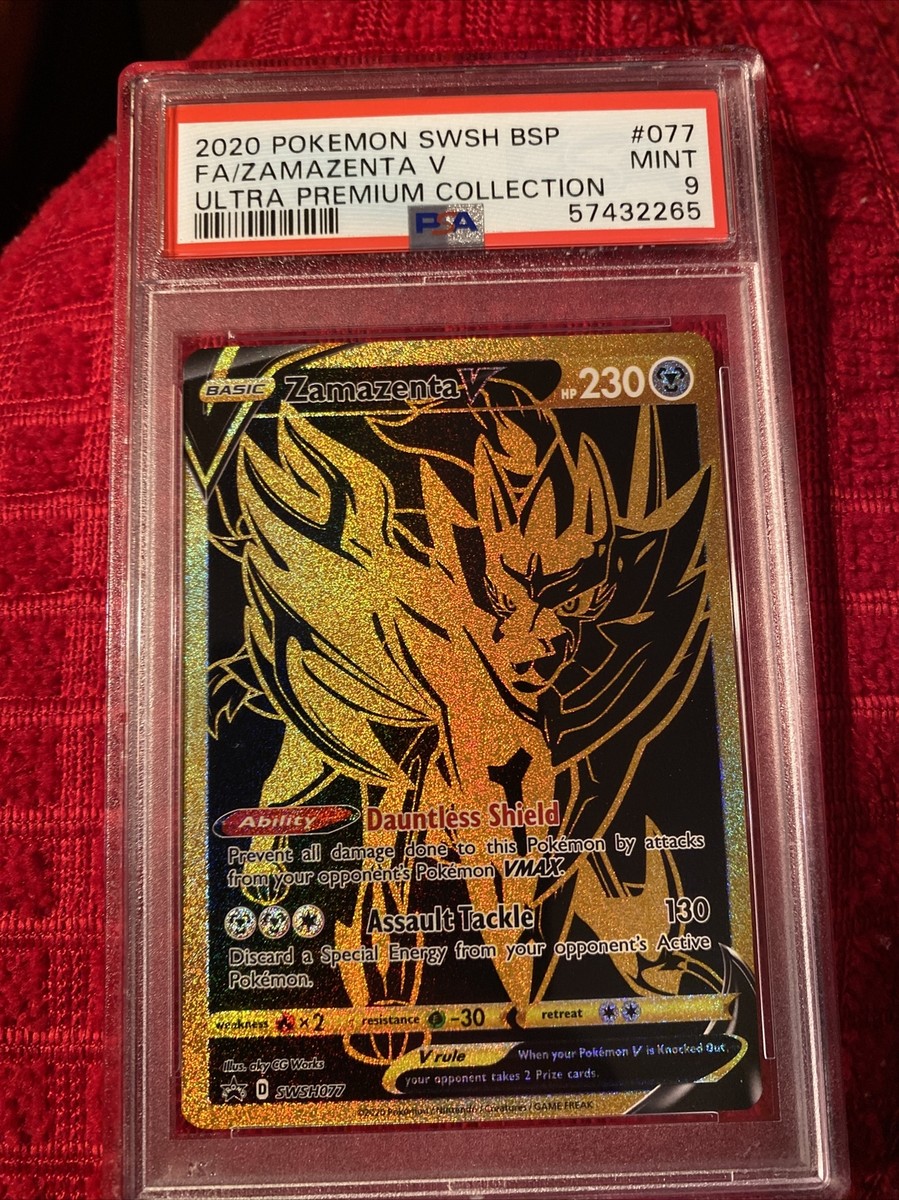 2020 POKEMON SWSH BSP #077
FA/ZAMAZENTA V MINT
ULTRA PREMIUM COLLECTION 9
PSA 57432265
BASIC Zamazenta V HP 230
Ability Dauntless Shield
Prevent all damage done to this Pokémon by attacks
from your opponent's Pokémon VMAX.
Assault Tackle 130
Discard a Special Energy from your opponent's Active
Pokémon.
weakness ×2 resistance -30 retreat
V rule When your Pokémon V is Knocked Out,
your opponent takes 2 Prize cards.
Illus. aky CG Works
D SWSH077
©2020 Pokémon / Nintendo / Creatures / GAME FREAK